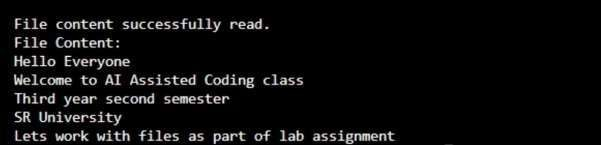 File content successfully read.
File Content:
Hello Everyone
Welcome to AI Assisted Coding class
Third year second semester
SR University
Lets work with files as part of lab assignment